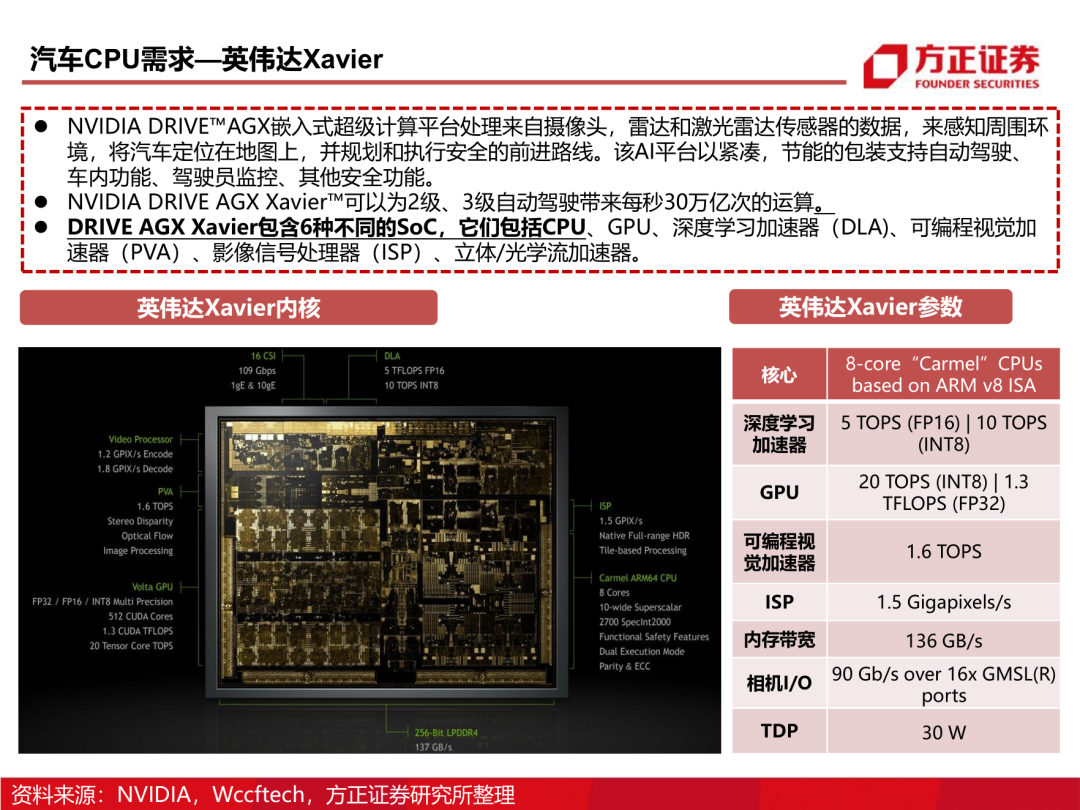 汽车CPU需求—英伟达Xavier
方正证券
FOUNDER SECURITIES
● NVIDIA DRIVE™AGX嵌入式超级计算平台处理来自摄像头，雷达和激光雷达传感器的数据，来感知周围环
境，将汽车定位在地图上，并规划和执行安全的前进路线。该AI平台以紧凑，节能的包装支持自动驾驶、
车内功能、驾驶员监控、其他安全功能。
● NVIDIA DRIVE AGX Xavier™可以为2级、3级自动驾驶带来每秒30万亿次的运算。
● DRIVE AGX Xavier包含6种不同的SoC，它们包括CPU、GPU、深度学习加速器（DLA)、可编程视觉加
速器（PVA）、影像信号处理器（ISP）、立体/光学流加速器。
英伟达Xavier内核
英伟达Xavier参数
16 CSI
109 Gbps
1gE & 10gE
DLA
5 TFLOPS FP16
10 TOPS INT8
Video Processor
1.2 GPIX/s Encode
1.8 GPIX/s Decode
PVA
1.6 TOPS
Stereo Disparity
Optical Flow
Image Processing
Volta GPU
FP32 / FP16 / INT8 Multi Precision
512 CUDA Cores
1.3 CUDA TFLOPS
20 Tensor Core TOPS
ISP
1.5 GPIX/s
Native Full-range HDR
Tile-based Processing
Carmel ARM64 CPU
8 Cores
10-wide Superscalar
2700 SpecInt2000
Functional Safety Features
Dual Execution Mode
Parity & ECC
256-Bit LPDDR4
137 GB/s
核心
8-core“Carmel”CPUs
based on ARM v8 ISA
深度学习
加速器
5 TOPS (FP16) | 10 TOPS
(INT8)
GPU
20 TOPS (INT8) | 1.3
TFLOPS (FP32)
可编程视
觉加速器
1.6 TOPS
ISP
1.5 Gigapixels/s
内存带宽
136 GB/s
相机I/O
90 Gb/s over 16x GMSL(R)
ports
TDP
30 W
资料来源：NVIDIA，Wccftech，方正证券研究所整理